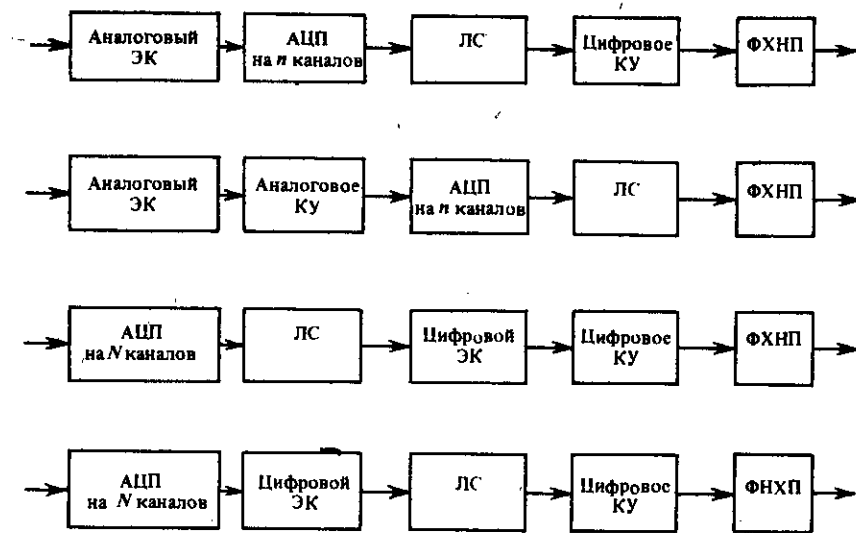 Аналоговый
ЭК
АЦП
на n каналов
ЛС
Цифровое
КУ
ФХНП
Аналоговый
ЭК
Аналоговое
КУ
АЦП
на n каналов
ЛС
ФХНП
АЦП
на N каналов
ЛС
Цифровой
ЭК
Цифровое
КУ
ФХНП
АЦП
на N каналов
Цифровой
ЭК
ЛС
Цифровое
КУ
ФНХП